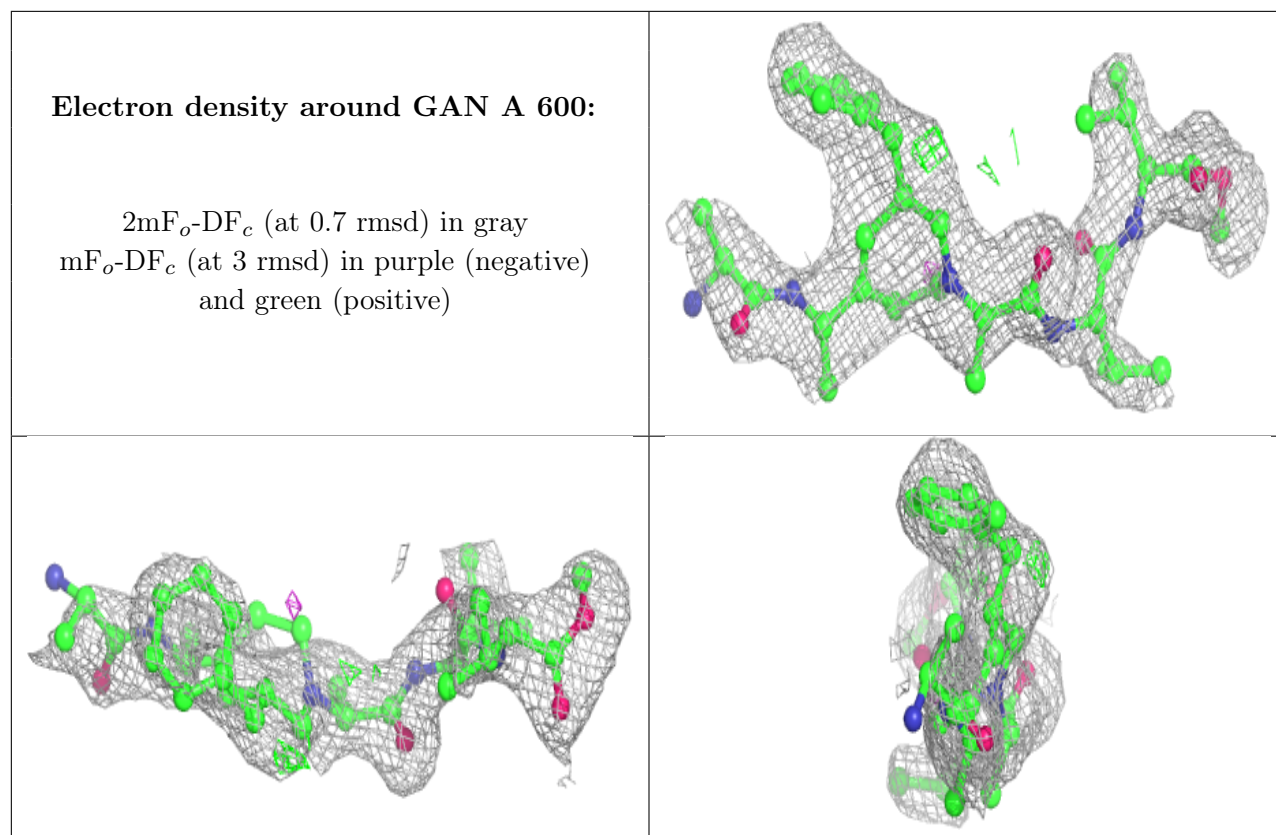 Electron density around GAN A 600:
2mFₒ-DF𝒸 (at 0.7 rmsd) in gray
mFₒ-DF𝒸 (at 3 rmsd) in purple (negative)
and green (positive)